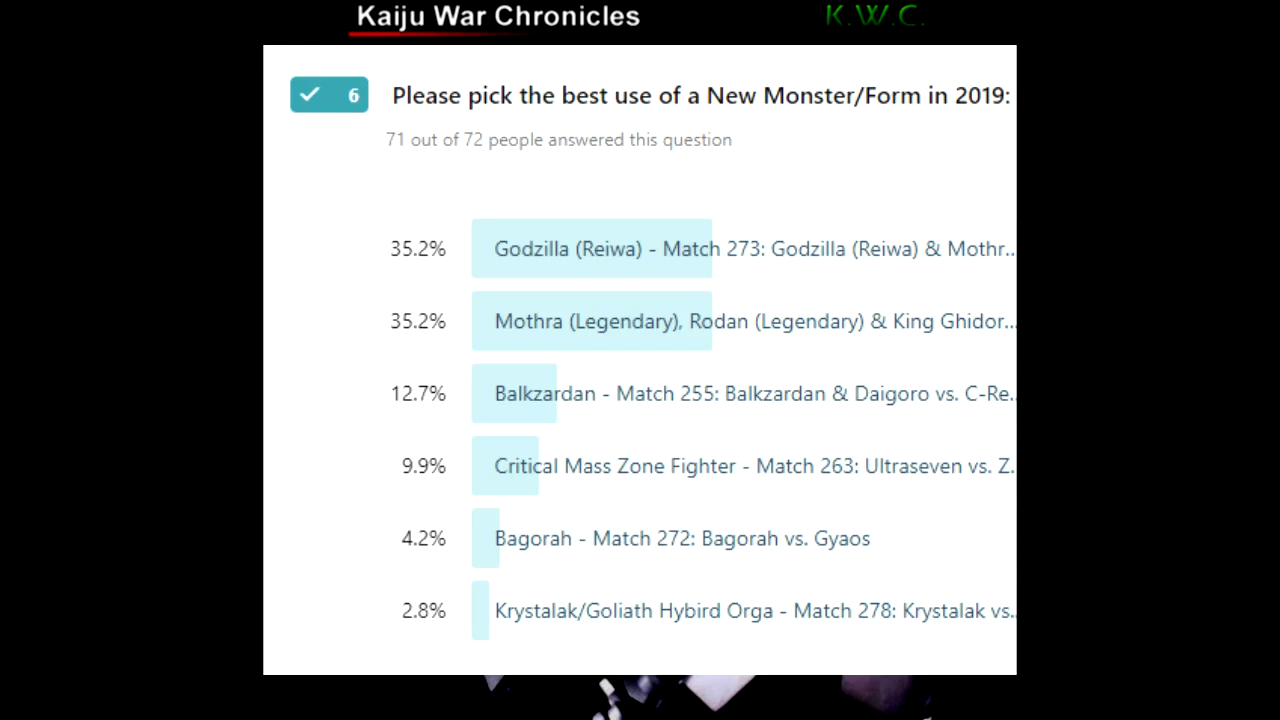 Kaiju War Chronicles
K.W.C.
6
Please pick the best use of a New Monster/Form in 2019:
71 out of 72 people answered this question
35.2% Godzilla (Reiwa) - Match 273: Godzilla (Reiwa) & Mothr...
35.2% Mothra (Legendary), Rodan (Legendary) & King Ghidor...
12.7% Balkzardan - Match 255: Balkzardan & Daigoro vs. C-Re...
9.9% Critical Mass Zone Fighter - Match 263: Ultraseven vs. Z...
4.2% Bagorah - Match 272: Bagorah vs. Gyaos
2.8% Krystalak/Goliath Hybird Orga - Match 278: Krystalak vs...